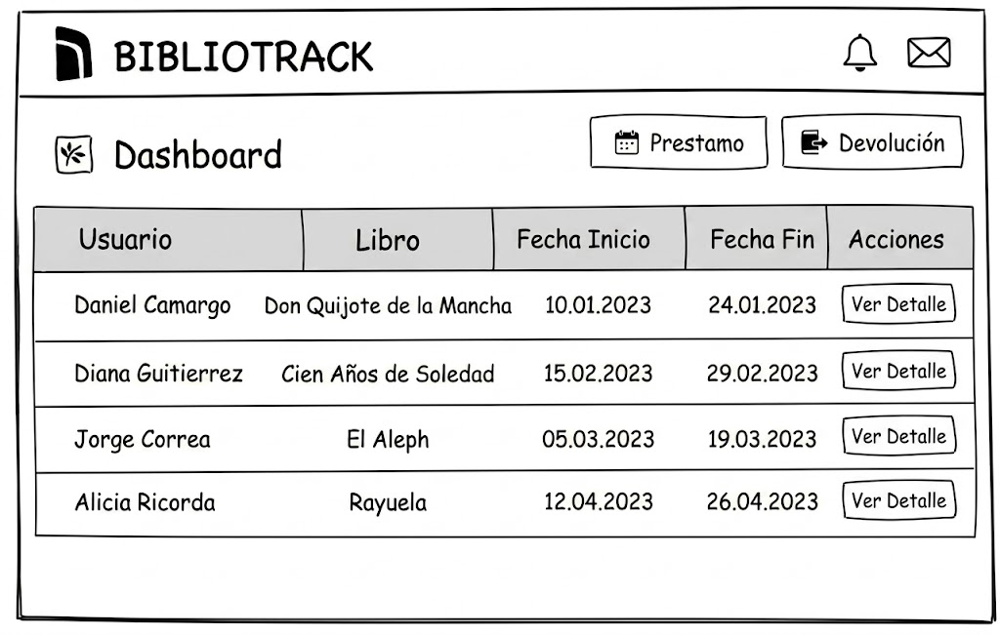 BIBLIOTRACK
Dashboard
Prestamo
Devolución
Usuario Libro Fecha Inicio Fecha Fin Acciones
Daniel Camargo Don Quijote de la Mancha 10.01.2023 24.01.2023 Ver Detalle
Diana Guitierrez Cien Años de Soledad 15.02.2023 29.02.2023 Ver Detalle
Jorge Correa El Aleph 05.03.2023 19.03.2023 Ver Detalle
Alicia Ricorda Rayuela 12.04.2023 26.04.2023 Ver Detalle